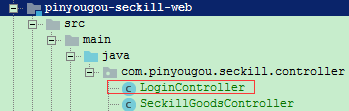 pinyougou-seckill-web
src
main
java
com.pinyougou.seckill.controller
LoginController
SeckillGoodsController